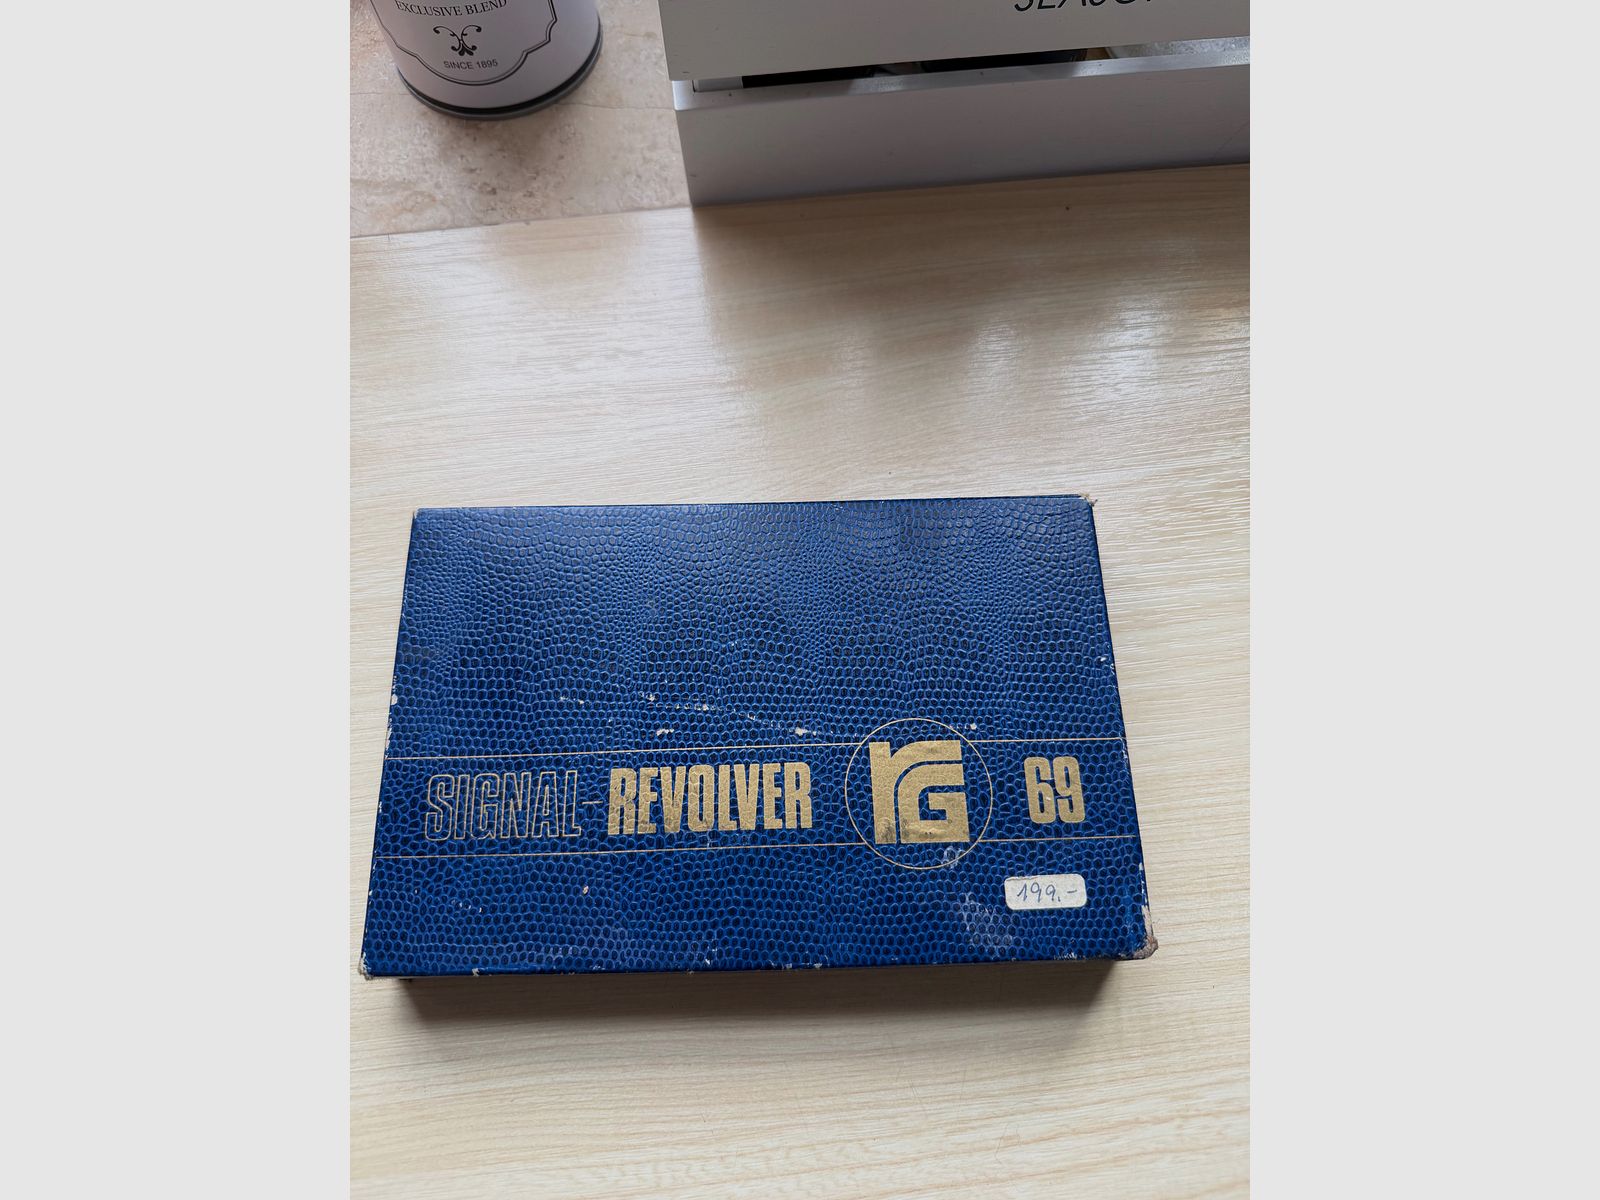 EXCLUSIVE BLEND
SINCE 1895
SIGNAL-REVOLVER rG 69
199,-